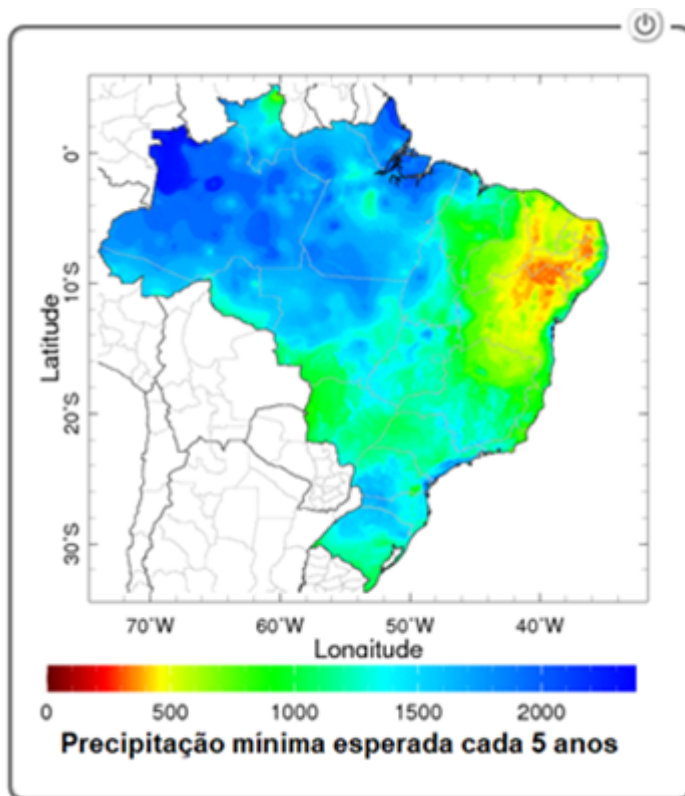 Latitude
0˚
10˚S
20˚S
30˚S
70˚W 60˚W 50˚W 40˚W
Lonaitude
0 500 1000 1500 2000
Precipitação mínima esperada cada 5 anos